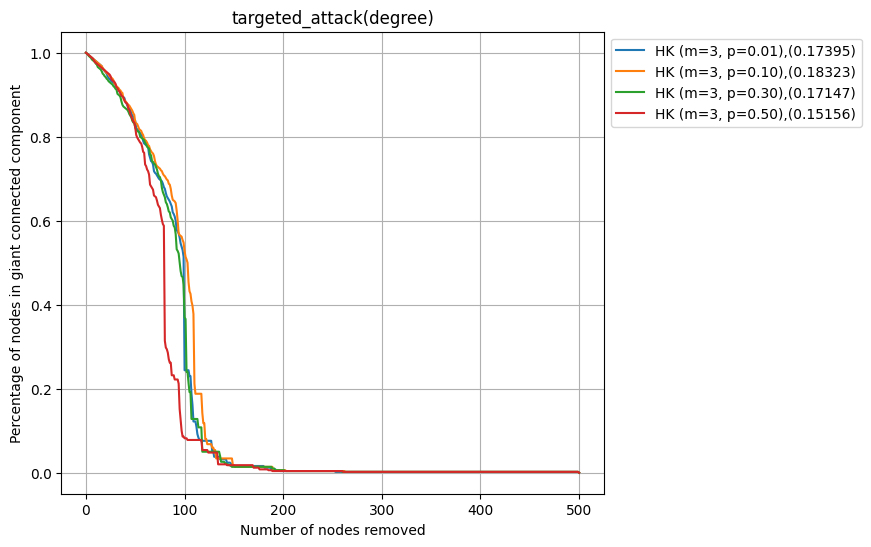 targeted_attack(degree)
HK (m=3, p=0.01),(0.17395)
HK (m=3, p=0.10),(0.18323)
HK (m=3, p=0.30),(0.17147)
HK (m=3, p=0.50),(0.15156)
Percentage of nodes in giant connected component
1.0
0.8
0.6
0.4
0.2
0.0
0
100
200
300
400
500
Number of nodes removed